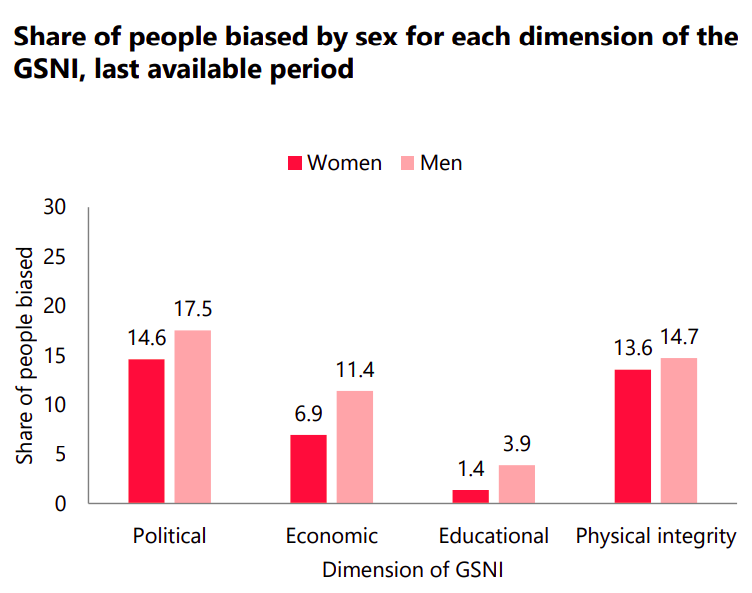 Share of people biased by sex for each dimension of the
GSNI, last available period
Women Men
30
25
20
15
10
5
0
Share of people biased
14.6 17.5
6.9 11.4
1.4 3.9
13.6 14.7
Political Economic Educational Physical integrity
Dimension of GSNI